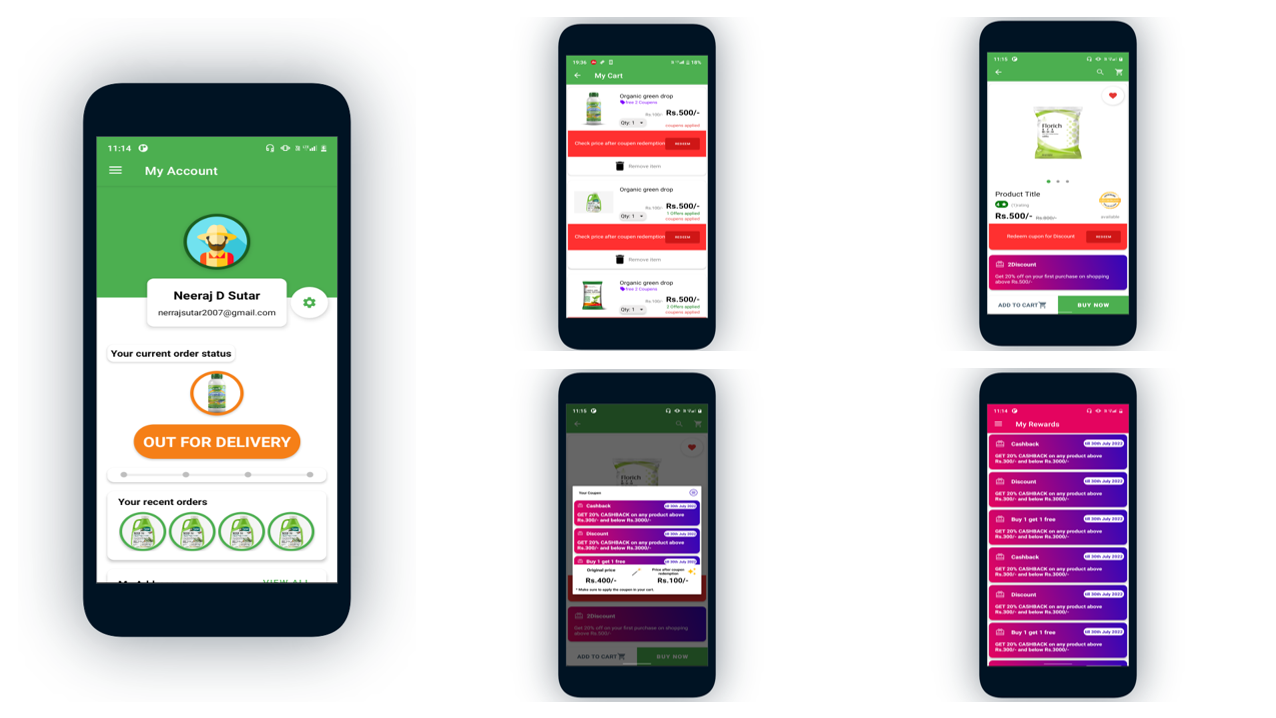 11:14
My Account
Neeraj D Sutar
nerrajsutar2007@gmail.com
Your current order status
OUT FOR DELIVERY
Your recent orders
19:36
18%
My Cart
Organic green drop
free 2 Coupons
Rs.500/-
Qty: 1
coupons applied
Check price after coupon redemption
REDEEM
Remove item
Organic green drop
Rs.500/-
1 Offers applied
Qty: 1
coupons applied
Check price after coupon redemption
REDEEM
Remove item
Organic green drop
free 2 Coupons
Rs.500/-
Qty: 1
coupons applied
11:15
florich
Product Title
Rs.500/-
available
Redeem cupon for Discount
REDEEM
2Discount
Get 20% off on your first purchase on shopping
above Rs.500/-
ADD TO CART
BUY NOW
11:15
florich
Your Coupon
Cashback
till 30th July 2022
GET 20% CASHBACK on any product above
Rs.300/- and below Rs.3000/-
Discount
till 30th July 2022
GET 20% CASHBACK on any product above
Rs.300/- and below Rs.3000/-
Buy 1 get 1 free
till 30th July 2022
Original price
Price after coupon
redemption
Rs.400/-
Rs.100/-
* Make sure to apply the coupon in your cart.
2Discount
Get 20% off on your first purchase on shopping
above Rs.500/-
ADD TO CART
BUY NOW
11:14
My Rewards
Cashback
till 30th July 2022
GET 20% CASHBACK on any product above
Rs.300/- and below Rs.3000/-
Discount
till 30th July 2022
GET 20% CASHBACK on any product above
Rs.300/- and below Rs.3000/-
Buy 1 get 1 free
till 30th July 2022
GET 20% CASHBACK on any product above
Rs.300/- and below Rs.3000/-
Cashback
till 30th July 2022
GET 20% CASHBACK on any product above
Rs.300/- and below Rs.3000/-
Discount
till 30th July 2022
GET 20% CASHBACK on any product above
Rs.300/- and below Rs.3000/-
Buy 1 get 1 free
till 30th July 2022
GET 20% CASHBACK on any product above
Rs.300/- and below Rs.3000/-